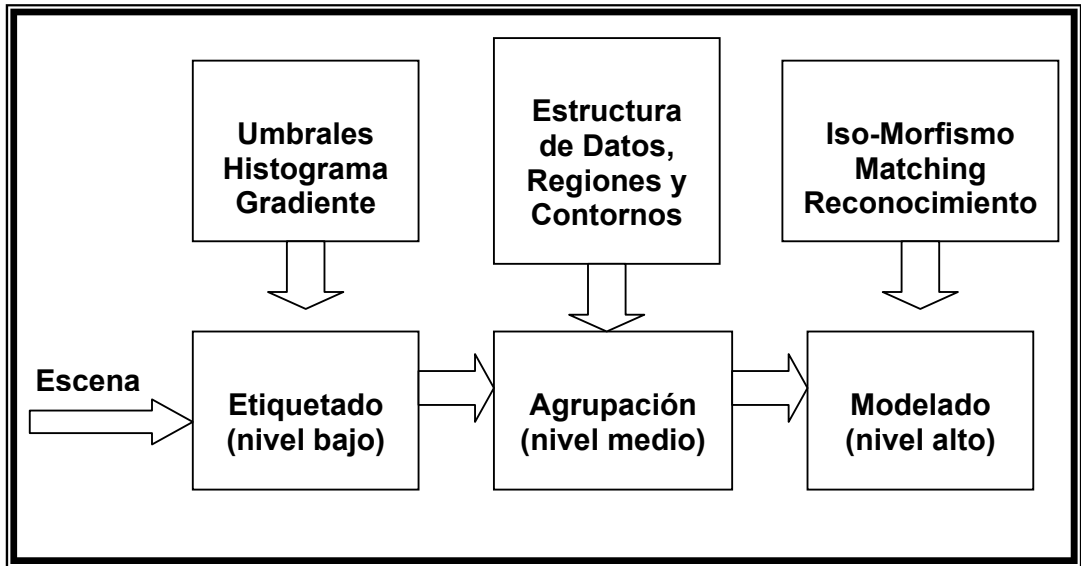 Umbrales
Histograma
Gradiente
Estructura
de Datos,
Regiones y
Contornos
Iso-Morfismo
Matching
Reconocimiento
Escena
Etiquetado
(nivel bajo)
Agrupación
(nivel medio)
Modelado
(nivel alto)